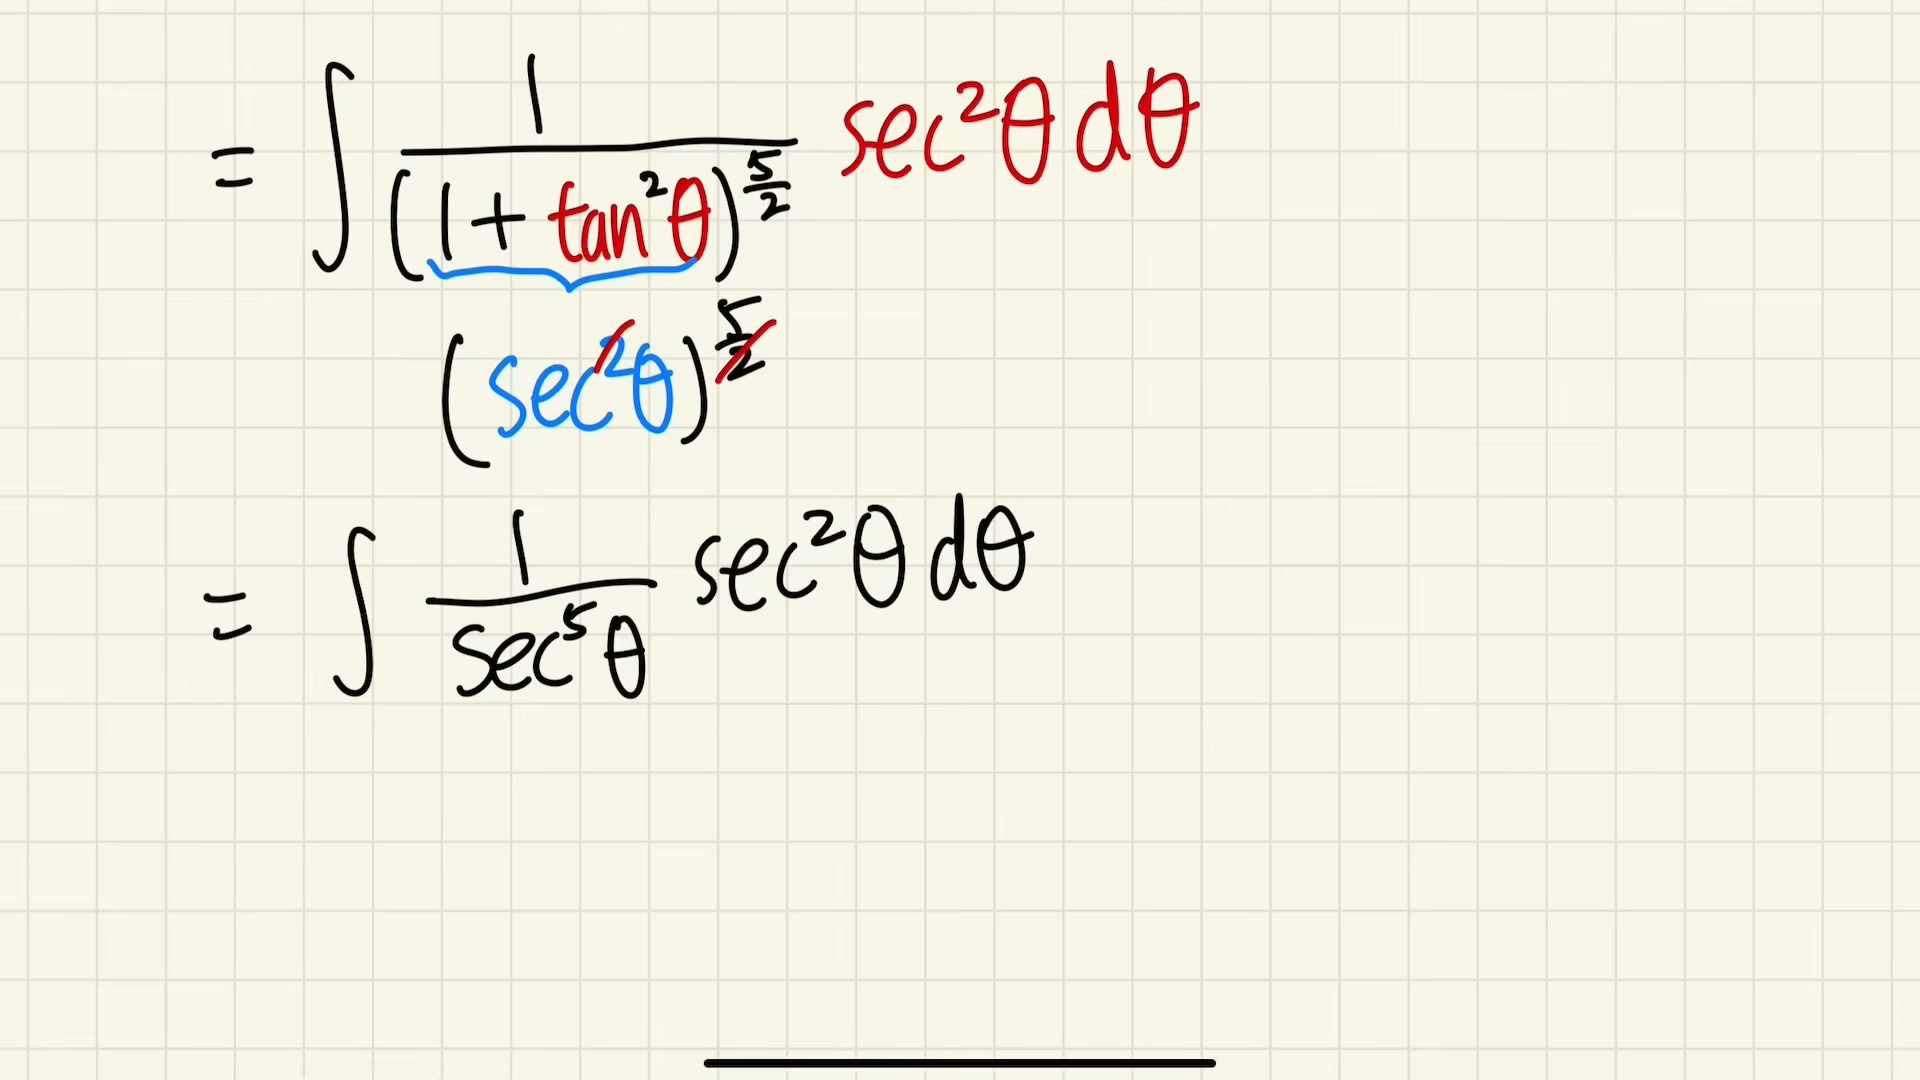 = ∫ 1/(1 + tan²θ)^(5/2) sec²θ dθ
(sec²θ)^(5/2)
= ∫ 1/sec⁵θ sec²θ dθ